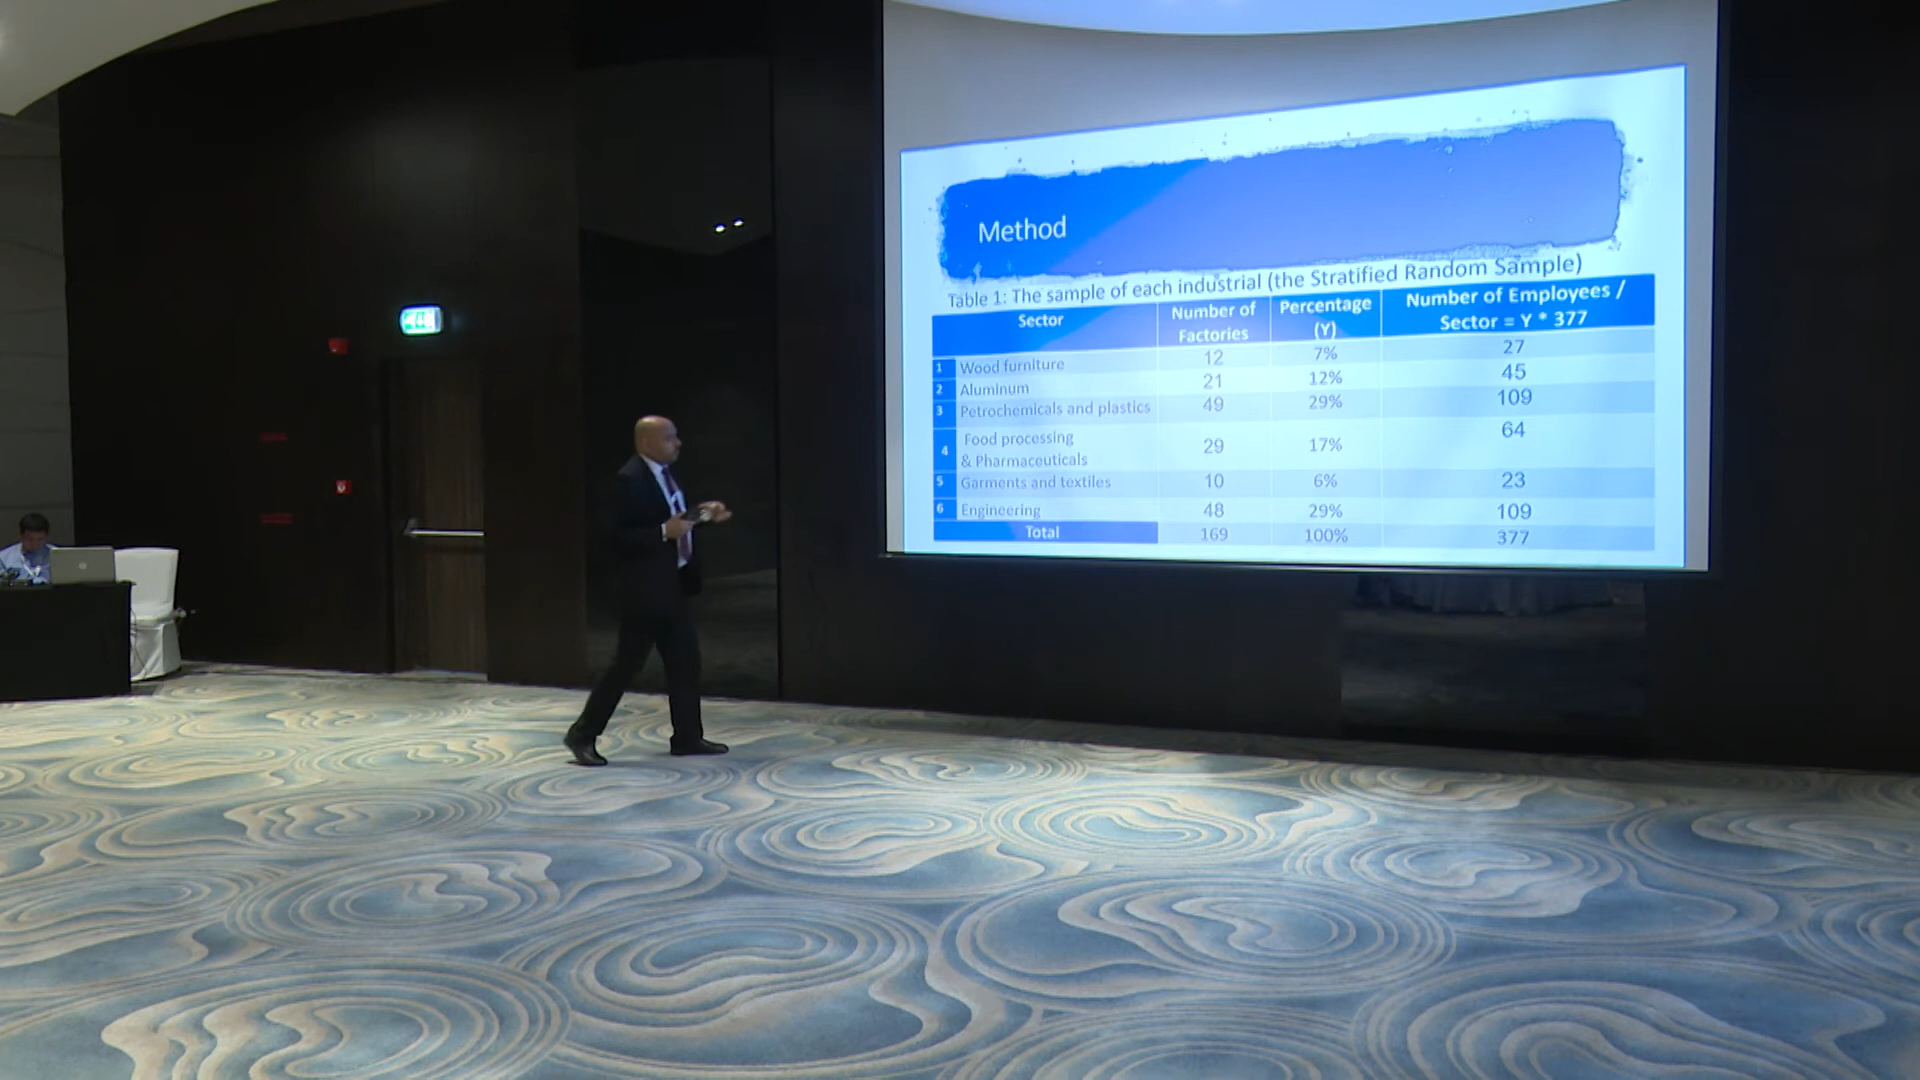 Method
Table 1: The sample of each industrial (the Stratified Random Sample)
Sector
Number of
Factories
Percentage
(Y)
Number of Employees /
Sector = Y * 377
1 Wood furniture 12 7% 27
2 Aluminum 21 12% 45
3 Petrochemicals and plastics 49 29% 109
4 Food processing
& Pharmaceuticals 29 17% 64
5 Garments and textiles 10 6% 23
6 Engineering 48 29% 109
Total 169 100% 377